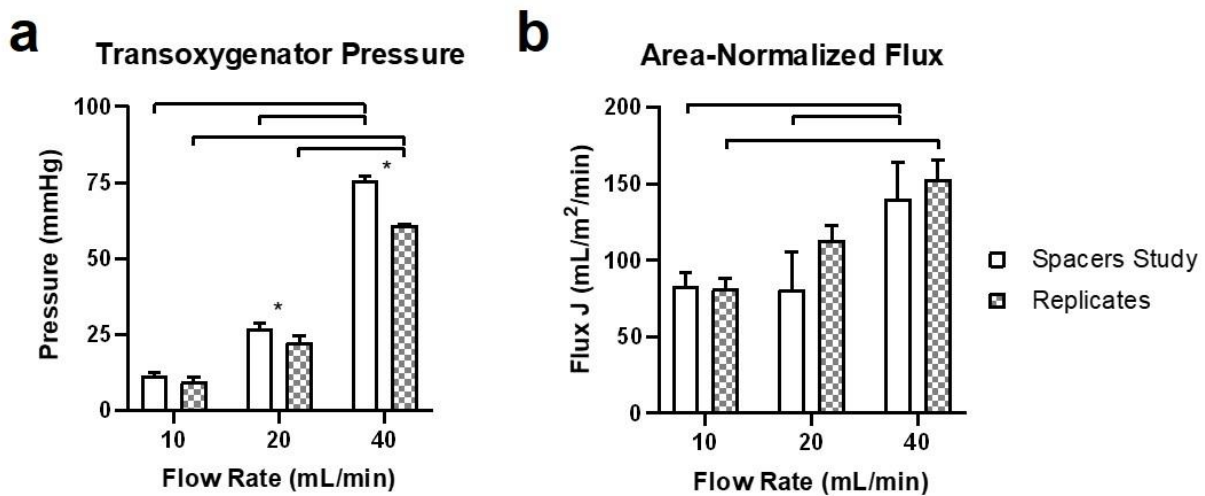 a
Transoxygenator Pressure
Pressure (mmHg)
100
75
50
25
0
*
*
10 20 40
Flow Rate (mL/min)
b
Area-Normalized Flux
Flux J (mL/m²/min)
200
150
100
50
0
10 20 40
Flow Rate (mL/min)
Spacers Study
Replicates